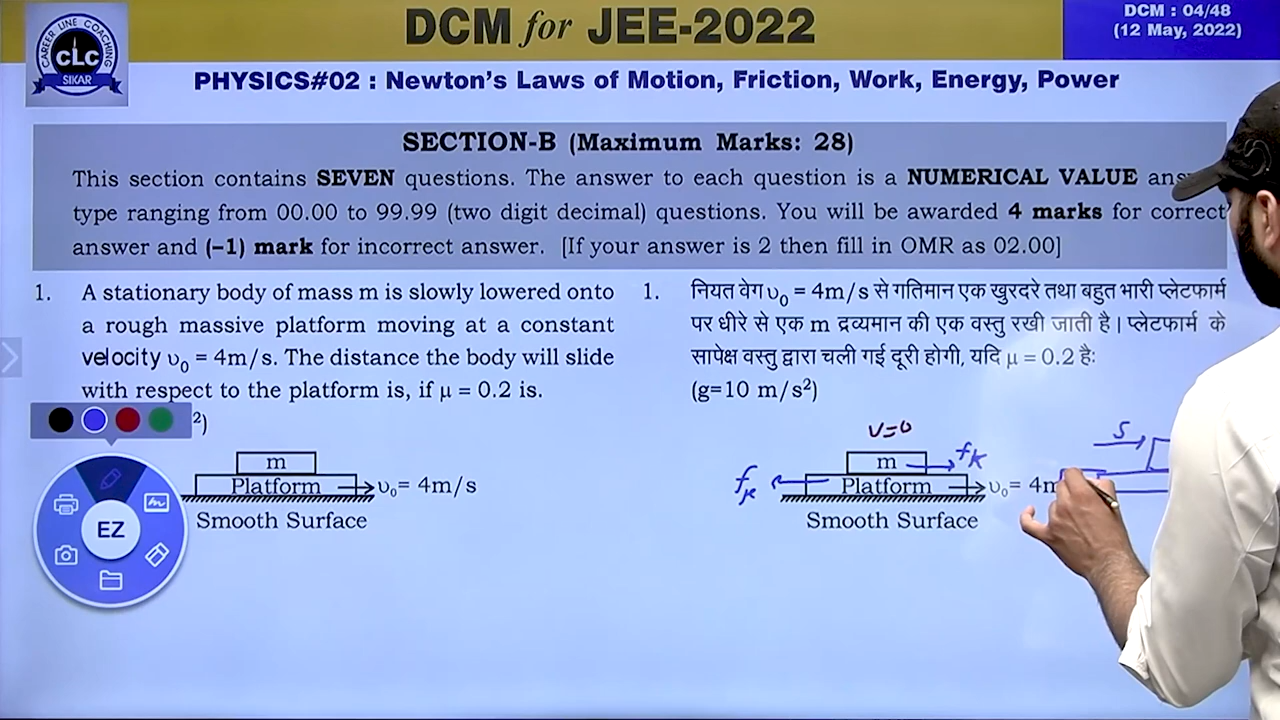 DCM for JEE-2022
DCM : 04/48
(12 May, 2022)
CAREER LINE COACHING
CLC
SIKAR
PHYSICS#02 : Newton's Laws of Motion, Friction, Work, Energy, Power
SECTION-B (Maximum Marks: 28)
This section contains SEVEN questions. The answer to each question is a NUMERICAL VALUE
type ranging from 00.00 to 99.99 (two digit decimal) questions. You will be awarded 4 marks for correct
answer and (–1) mark for incorrect answer. [If your answer is 2 then fill in OMR as 02.00]
1. A stationary body of mass m is slowly lowered onto
a rough massive platform moving at a constant
velocity υ₀ = 4m/s. The distance the body will slide
with respect to the platform is, if μ = 0.2 is.
²)
m
Platform
υ₀= 4m/s
Smooth Surface
1. नियत वेग υ₀ = 4m/s से गतिमान एक खुरदरे तथा बहुत भारी प्लेटफार्म
पर धीरे से एक m द्रव्यमान की एक वस्तु रखी जाती है। प्लेटफार्म के
सापेक्ष वस्तु द्वारा चली गई दूरी होगी, यदि μ = 0.2 है:
(g=10 m/s²)
v=0
m
fK
fK
Platform
υ₀= 4m
Smooth Surface
S
EZ